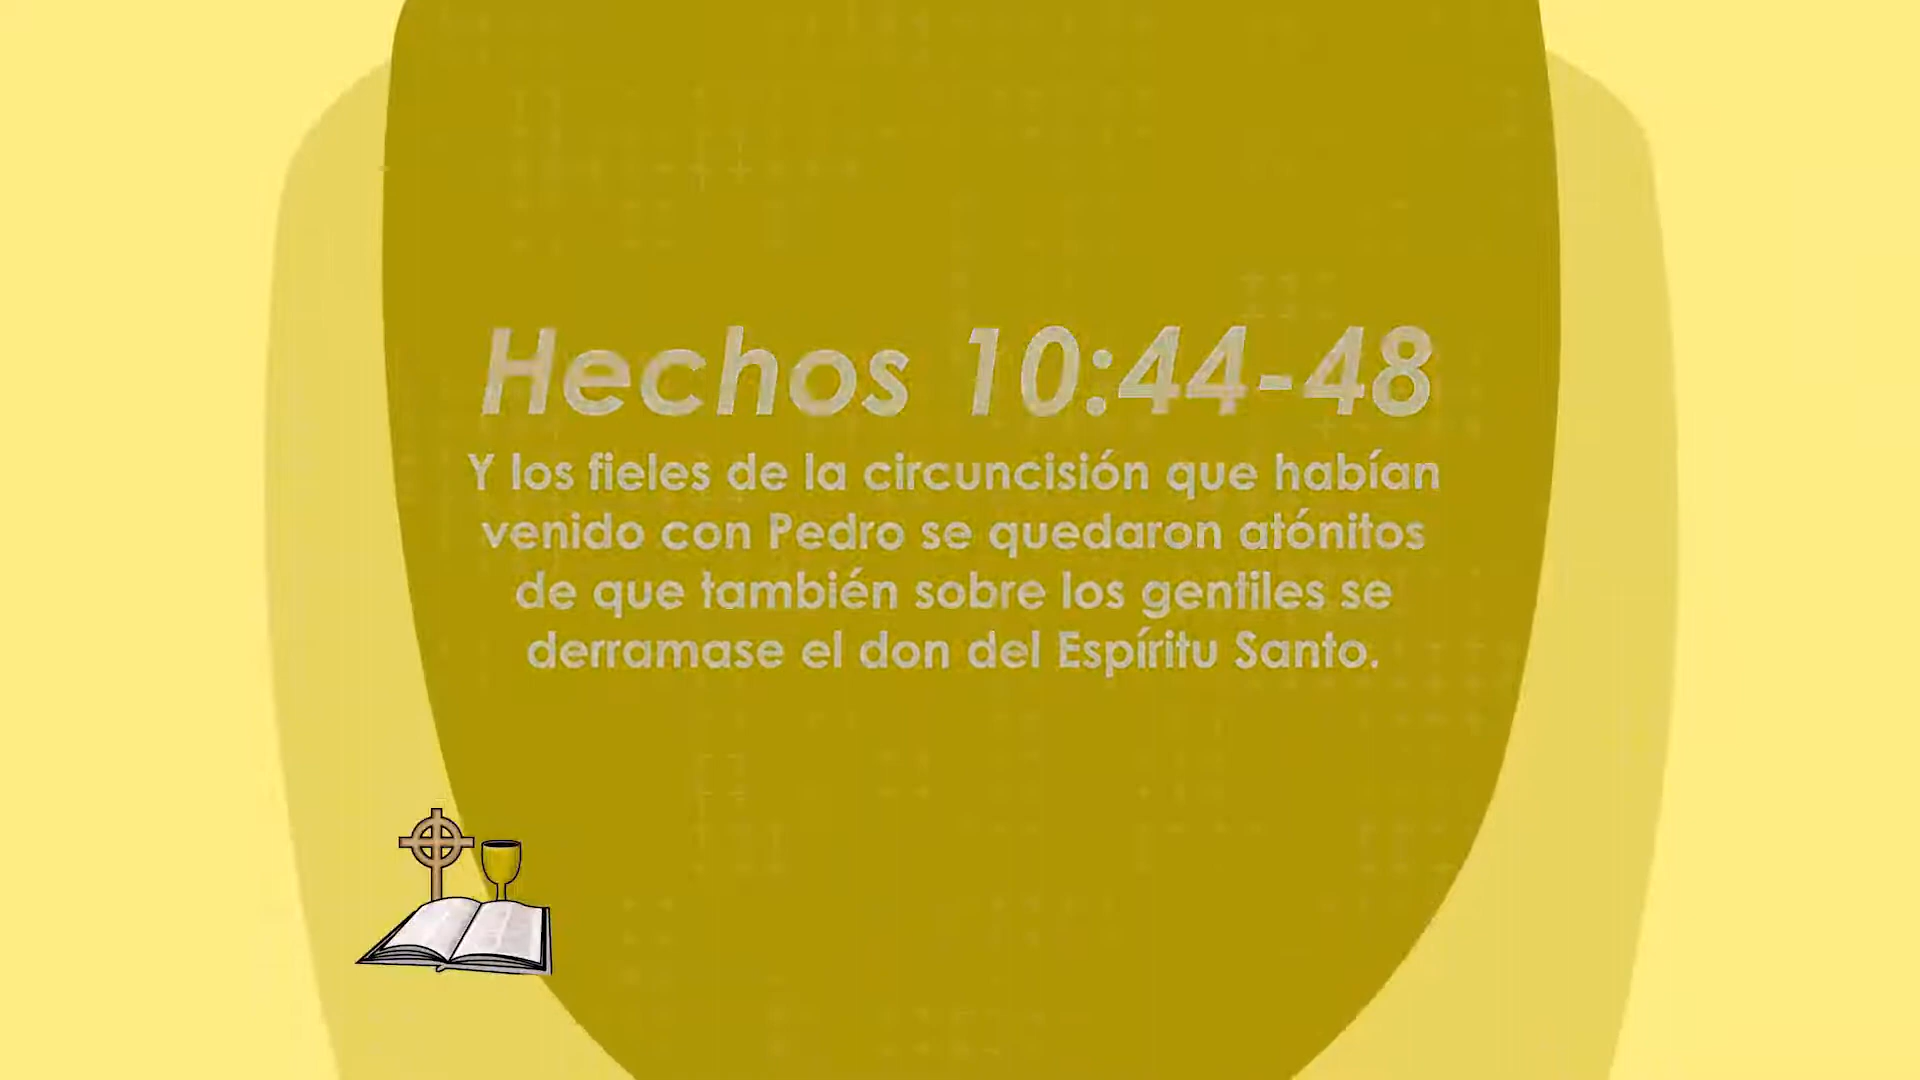 Hechos 10:44-48
Y los fieles de la circuncisión que habían
venido con Pedro se quedaron atónitos
de que también sobre los gentiles se
derramase el don del Espíritu Santo.